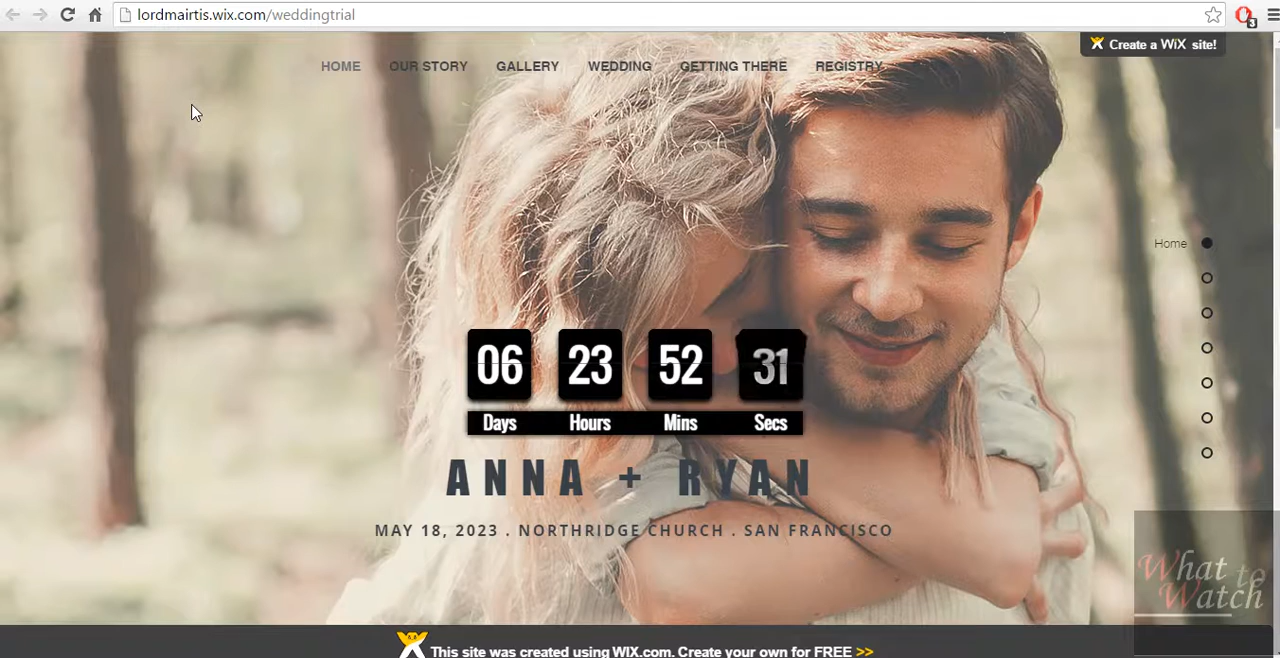 lordmairtis.wix.com/weddingtrial
3
Create a WiX site!
HOME OUR STORY GALLERY WEDDING GETTING THERE REGISTRY
Home
06 23 52 31
Days Hours Mins Secs
ANNA + RYAN
MAY 18, 2023 . NORTHRIDGE CHURCH . SAN FRANCISCO
What to
Watch
This site was created using WIX.com. Create your own for FREE >>